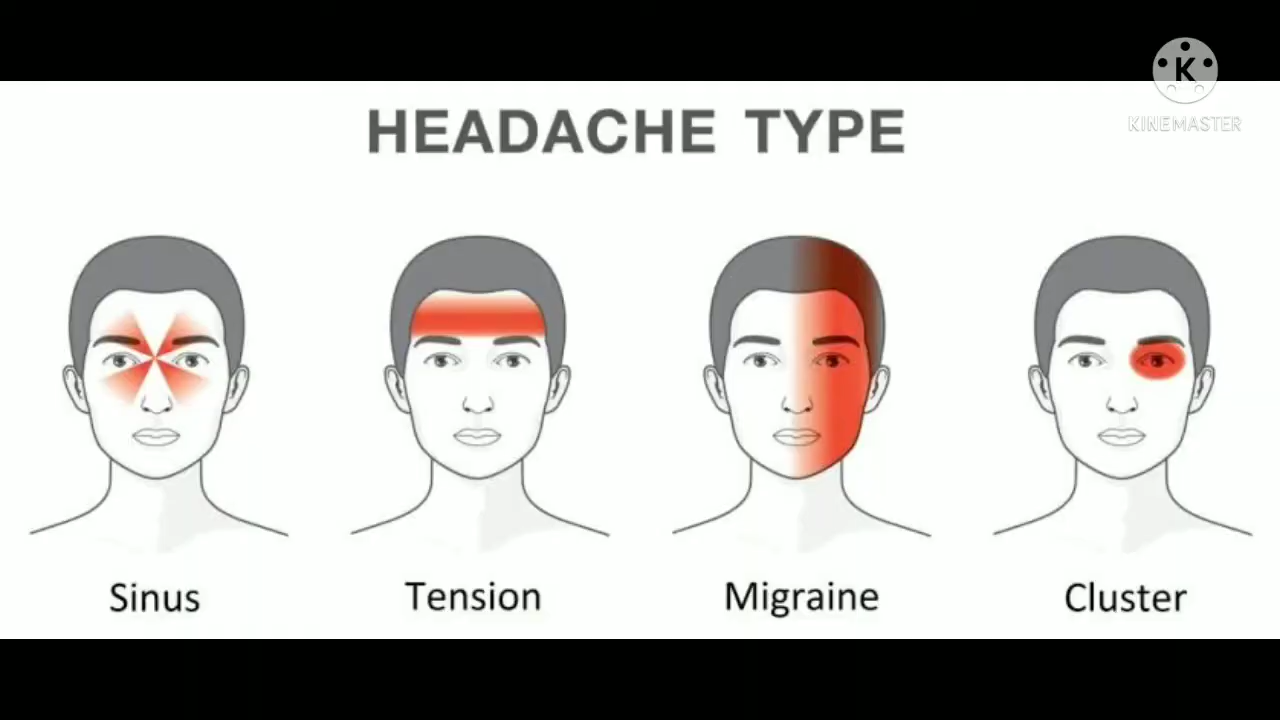 HEADACHE TYPE
K
KINEMASTER
Sinus
Tension
Migraine
Cluster